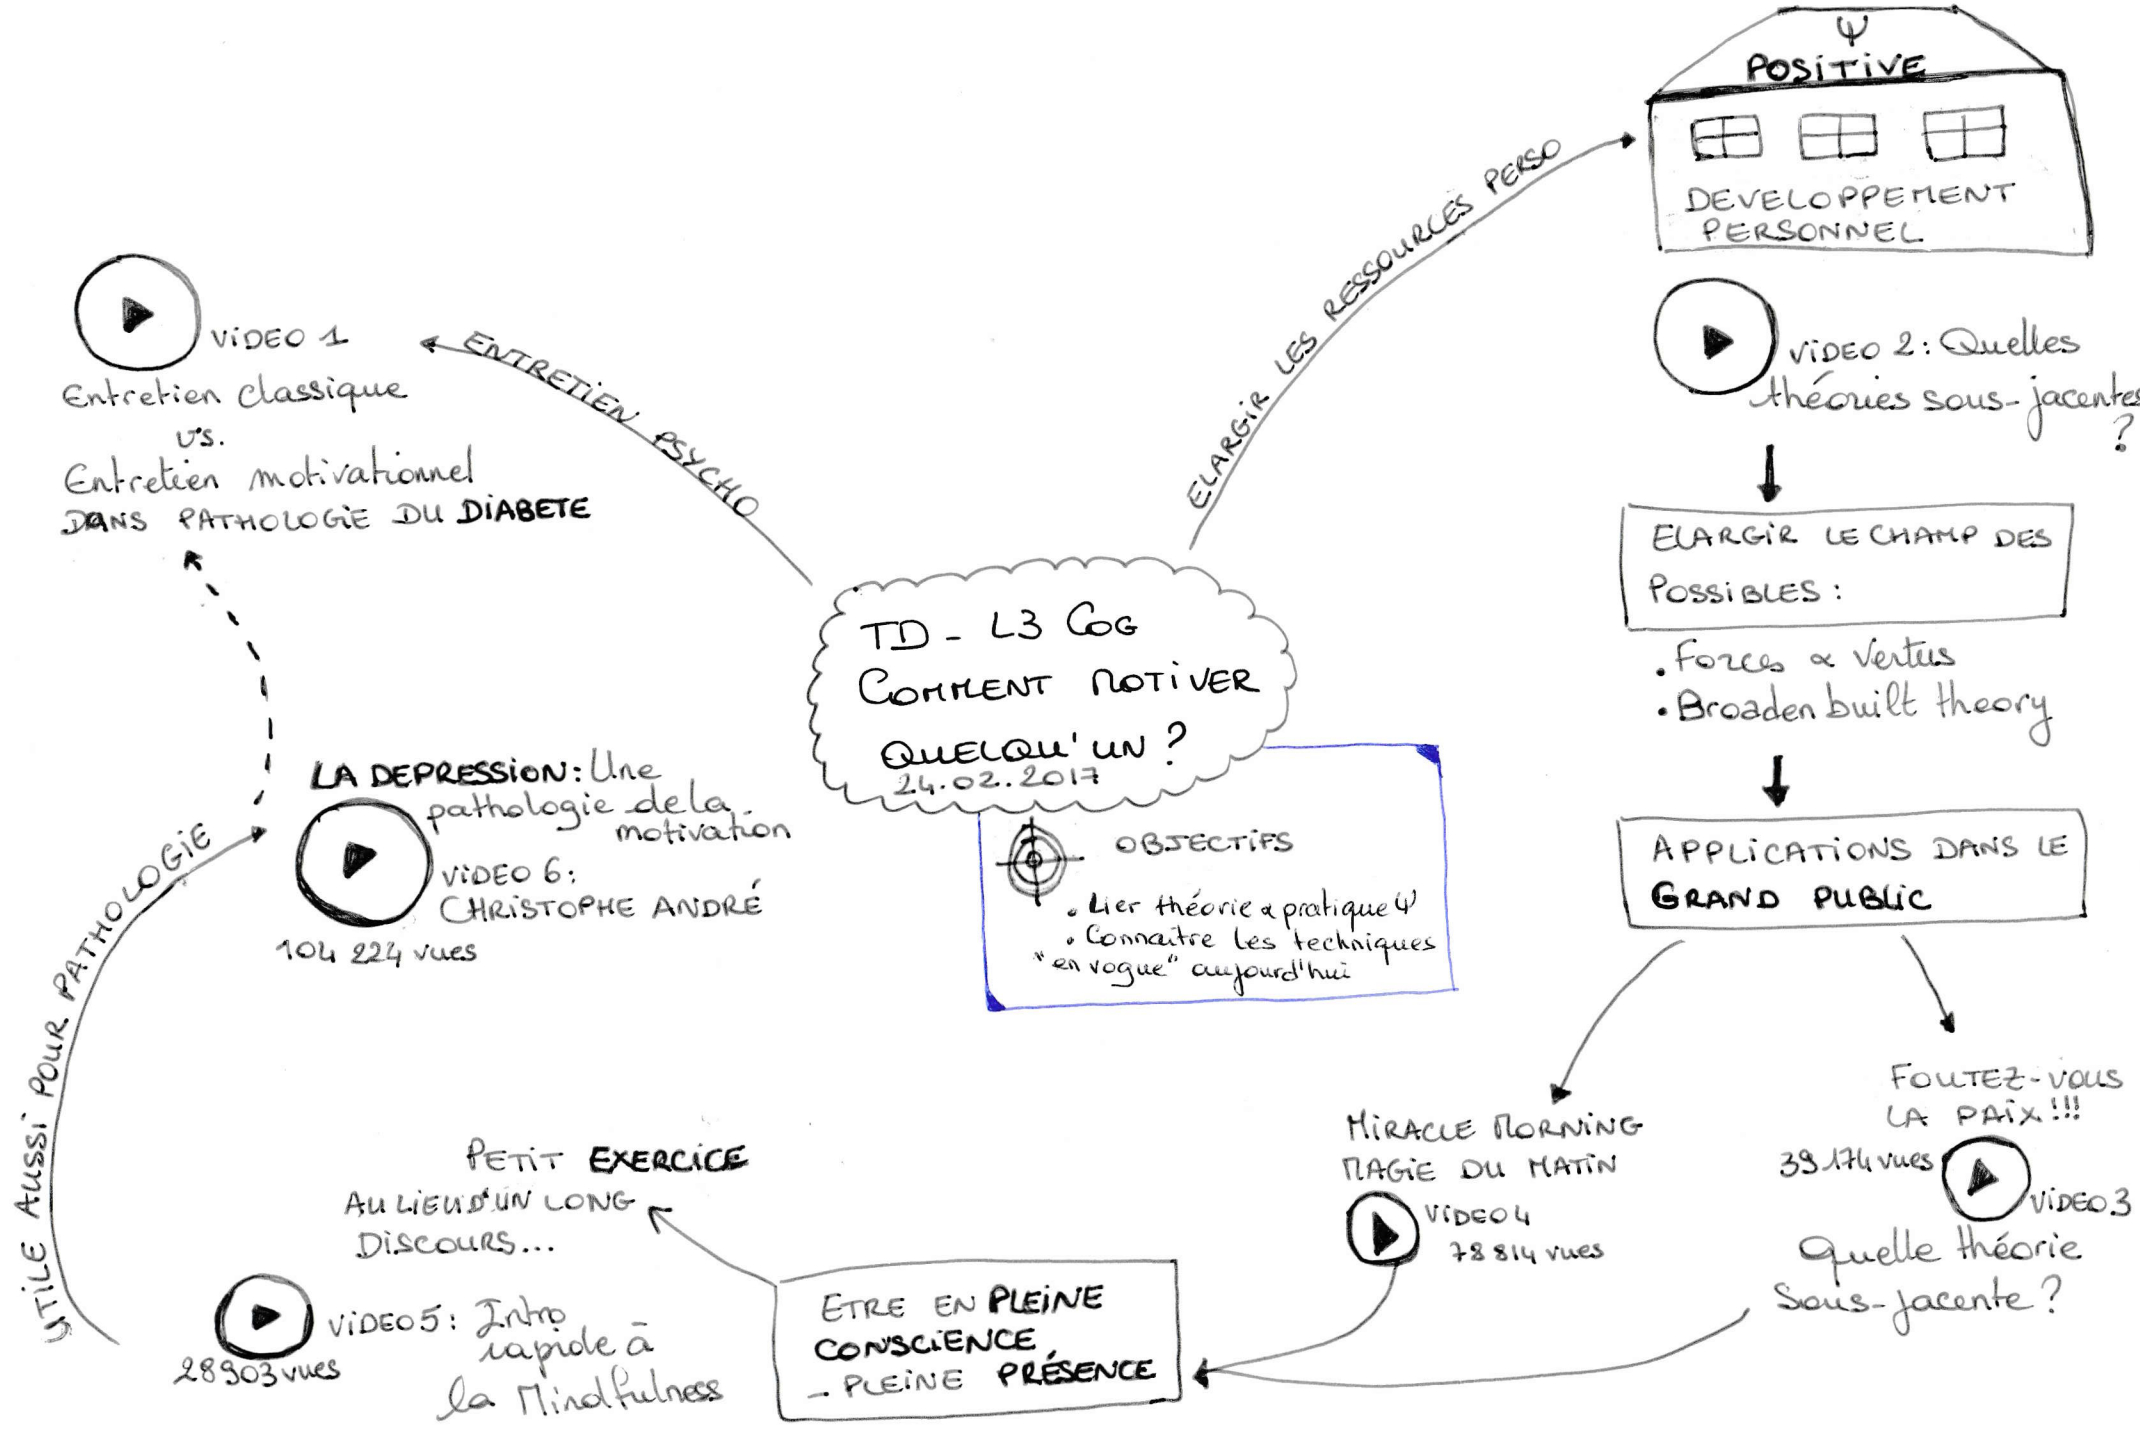 TD - L3 COG
COMMENT MOTIVER
QUELQU'UN ?
24.02.2017
OBJECTIFS
. Lier théorie & pratique Ψ
. Connaître les techniques
"en vogue" aujourd'hui
ENTRETIEN PSYCHO
VIDEO 1
Entretien classique
vs.
Entretien motivationnel
DANS PATHOLOGIE DU DIABETE
ELARGIR LES RESSOURCES PERSO
Ψ
POSITIVE
DEVELOPPEMENT
PERSONNEL
VIDEO 2 : Quelles
théories sous-jacentes
?
ELARGIR LE CHAMP DES
POSSIBLES :
. Forces & Vertus
. Broaden built theory
APPLICATIONS DANS LE
GRAND PUBLIC
FOUTEZ-VOUS
LA PAIX !!!
39 174 vues
VIDEO 3
Quelle théorie
Sous-jacente ?
MIRACLE MORNING
MAGIE DU MATIN
VIDEO 4
78 814 vues
ETRE EN PLEINE
CONSCIENCE
- PLEINE PRÉSENCE
PETIT EXERCICE
AU LIEU D'UN LONG
DISCOURS...
VIDEO 5 : Intro
rapide à
la Mindfulness
28903 vues
UTILE AUSSI POUR PATHOLOGIE
LA DEPRESSION : Une
pathologie de la
motivation
VIDEO 6 :
CHRISTOPHE ANDRÉ
104 224 vues